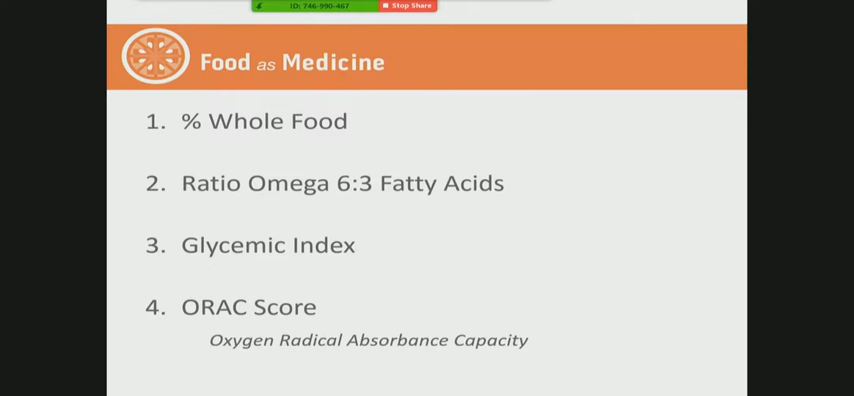 ID: 746-990-467 Stop Share
Food as Medicine
1. % Whole Food
2. Ratio Omega 6:3 Fatty Acids
3. Glycemic Index
4. ORAC Score
Oxygen Radical Absorbance Capacity